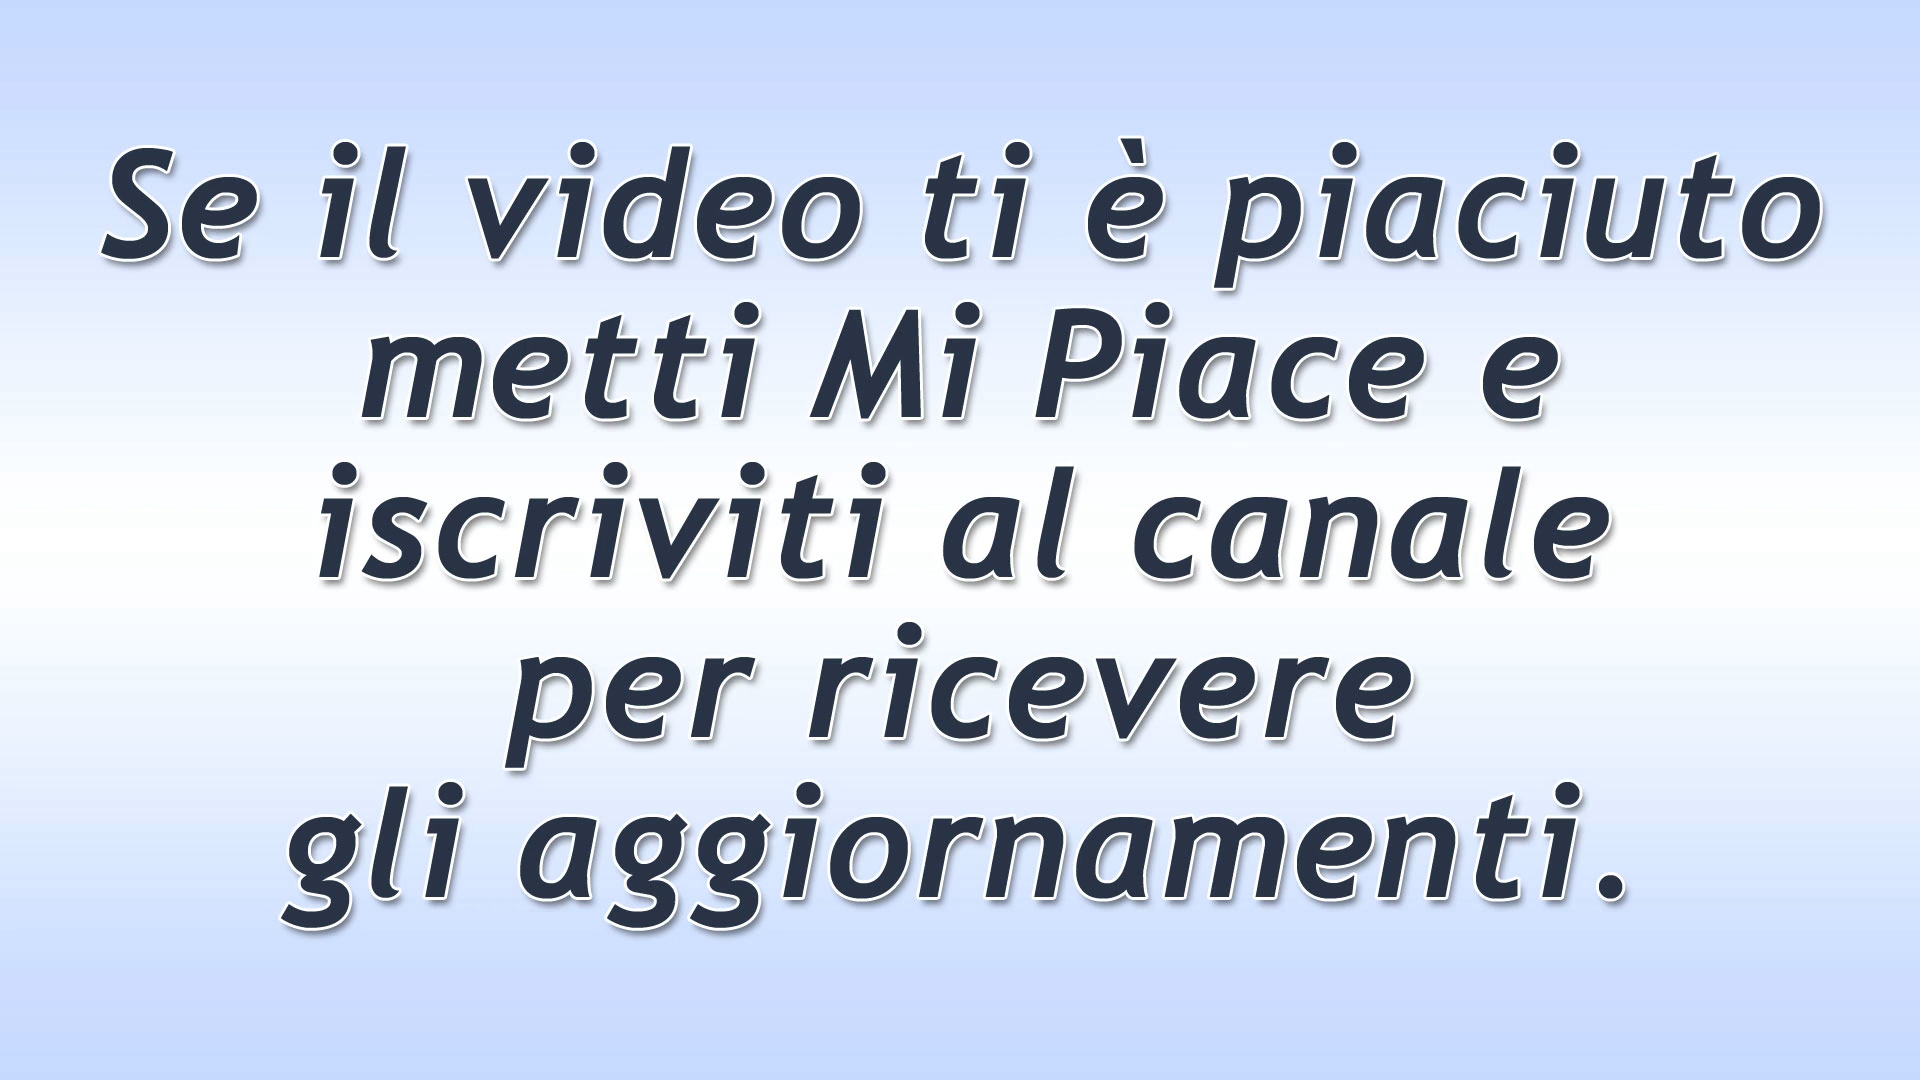 Se il video ti è piaciuto
metti Mi Piace e
iscriviti al canale
per ricevere
gli aggiornamenti.